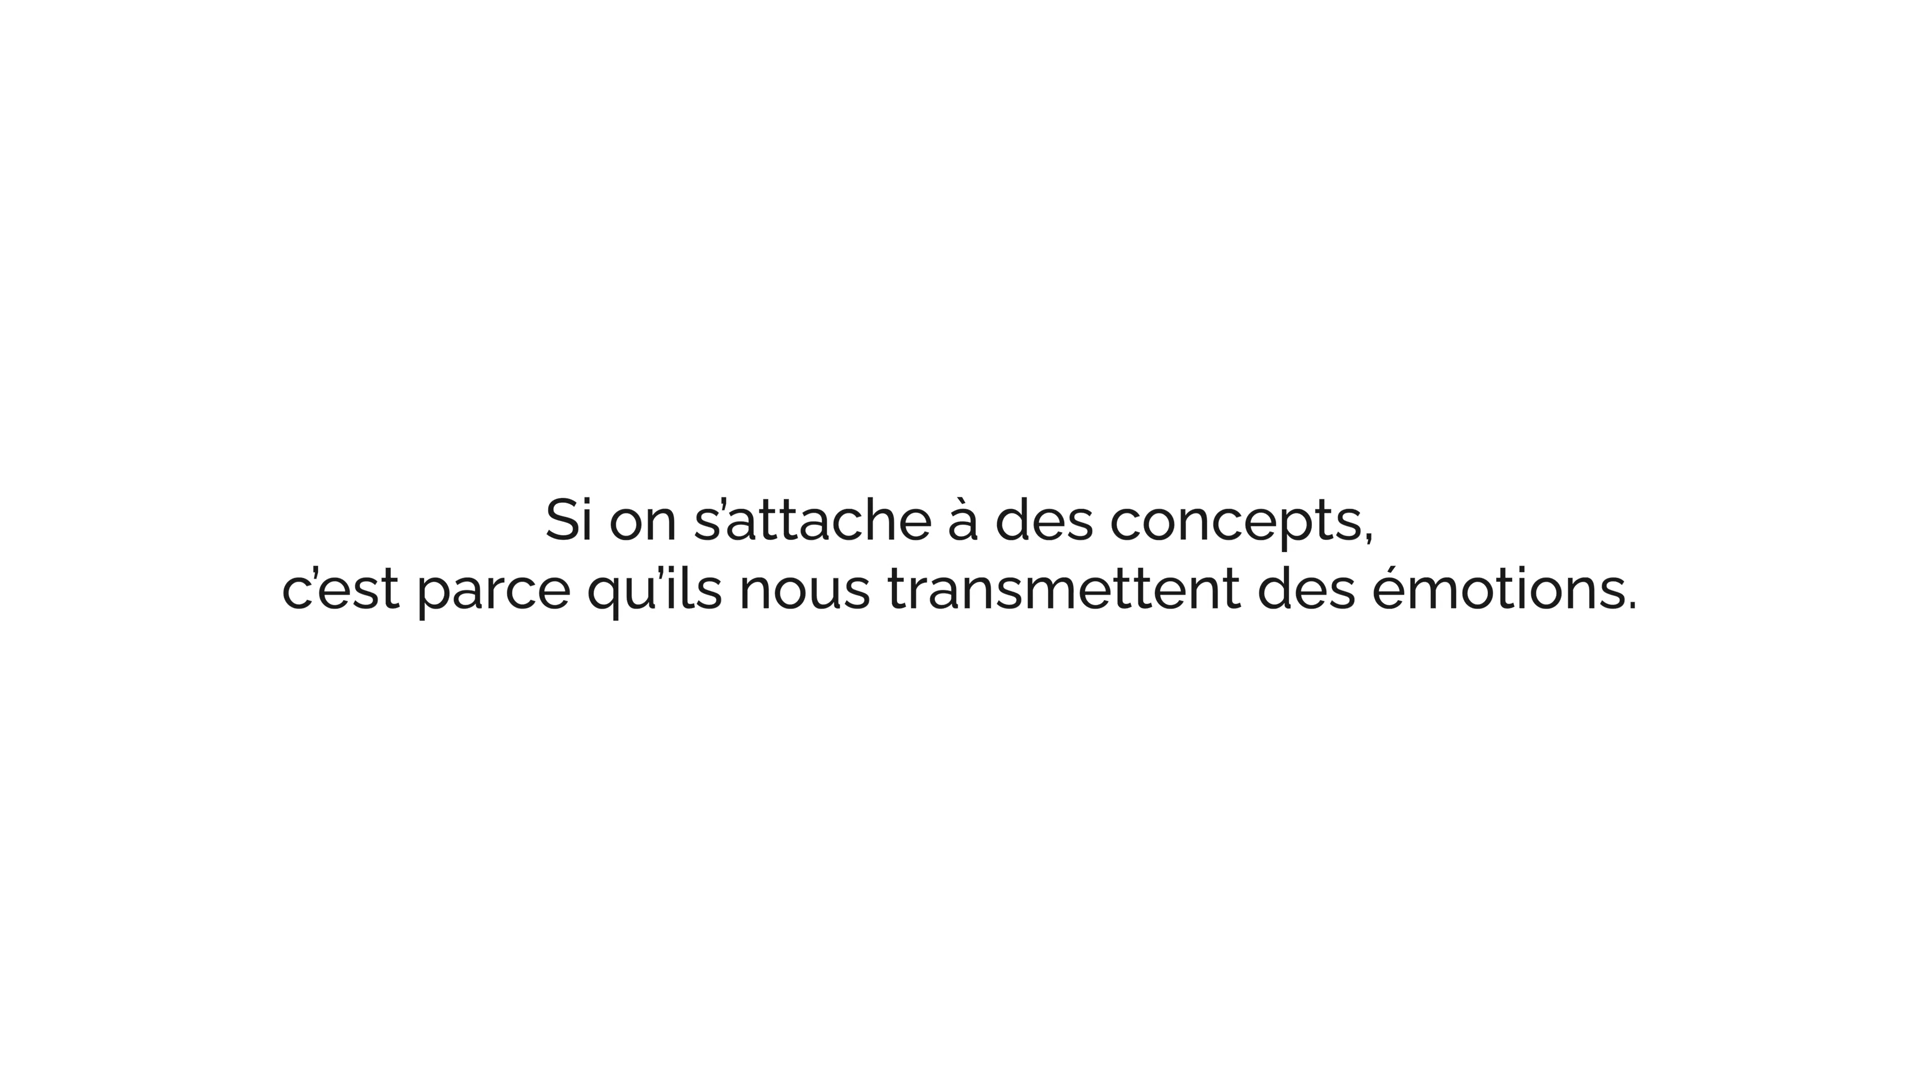 Si on s’attache à des concepts,
c’est parce qu’ils nous transmettent des émotions.